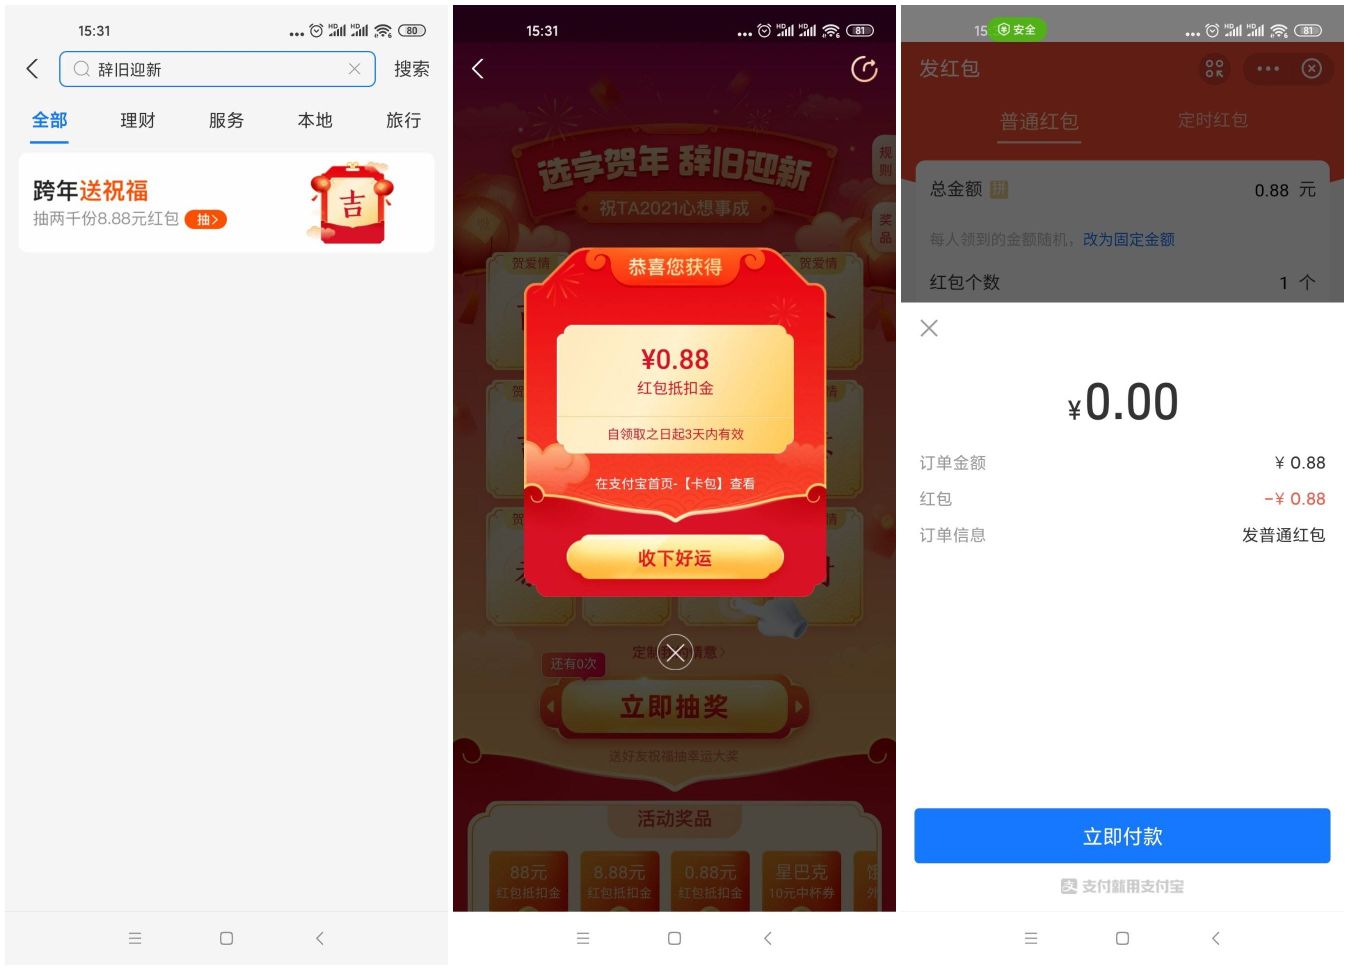 15:31
80
辞旧迎新
搜索
全部
理财
服务
本地
旅行
跨年送祝福
抽两千份8.88元红包
抽>
吉
15:31
81
规则
奖品
选字贺年 辞旧迎新
祝TA2021心想事成
贺爱情
贺爱情
恭喜您获得
¥0.88
红包抵扣金
自领取之日起3天内有效
在支付宝首页-【卡包】查看
收下好运
还有0次
立即抽奖
送好友祝福抽幸运大奖
活动奖品
88元
红包抵扣金
8.88元
红包抵扣金
0.88元
红包抵扣金
星巴克
10元中杯券
15
安全
81
发红包
普通红包
定时红包
总金额 拼
0.88 元
每人领到的金额随机，改为固定金额
红包个数
1 个
¥0.00
订单金额
¥ 0.88
红包
-¥ 0.88
订单信息
发普通红包
立即付款
支付就用支付宝